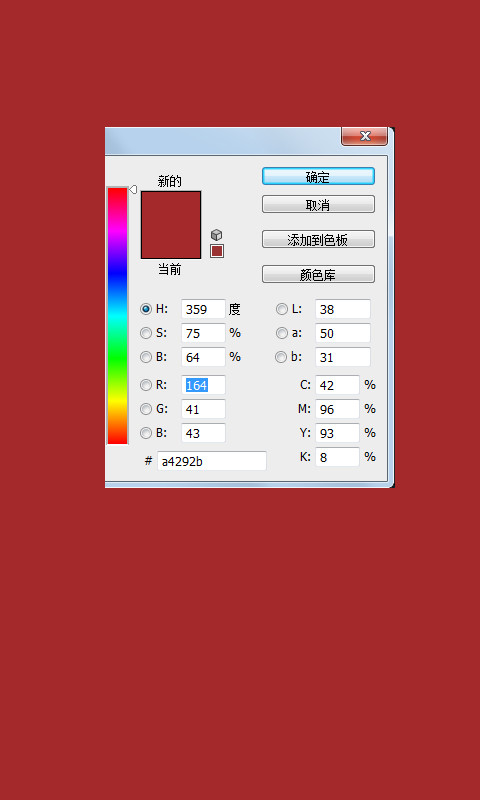 新的
确定
取消
添加到色板
当前
颜色库
H: 359 度 L: 38
S: 75 % a: 50
B: 64 % b: 31
R: 164 C: 42 %
G: 41 M: 96 %
B: 43 Y: 93 %
# a4292b K: 8 %